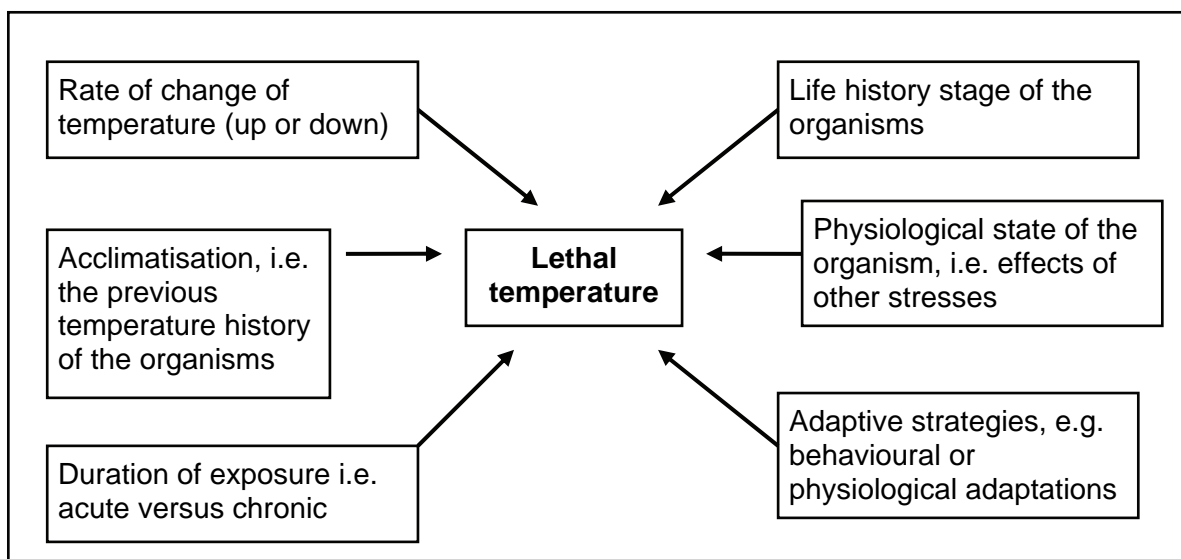 Rate of change of
temperature (up or down)
Life history stage of the
organisms
Acclimatisation, i.e.
the previous
temperature history
of the organisms
Lethal
temperature
Physiological state of the
organism, i.e. effects of
other stresses
Duration of exposure i.e.
acute versus chronic
Adaptive strategies, e.g.
behavioural or
physiological adaptations